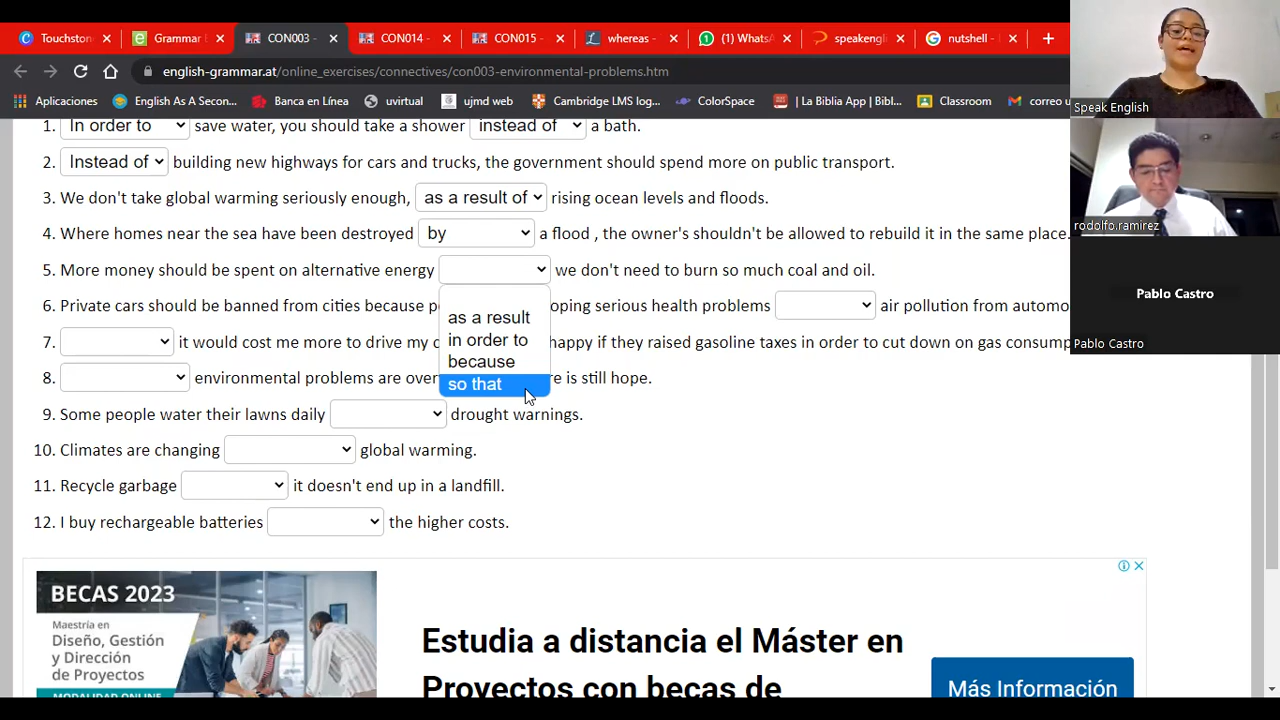 Touchstone
Grammar E
CON003 -
CON014 -
CON015 -
whereas -
(1) WhatsA
speakengl
nutshell -
english-grammar.at/online_exercises/connectives/con003-environmental-problems.htm
Aplicaciones
English As A Secon...
Banca en Línea
uvirtual
ujmd web
Cambridge LMS log...
ColorSpace
| La Biblia App | Bibl...
Classroom
correo u
Speak English
rodolfo.ramirez
Pablo Castro
Pablo Castro
1. In order to save water, you should take a shower instead of a bath.
2. Instead of building new highways for cars and trucks, the government should spend more on public transport.
3. We don't take global warming seriously enough, as a result of rising ocean levels and floods.
4. Where homes near the sea have been destroyed by a flood , the owner's shouldn't be allowed to rebuild it in the same place.
5. More money should be spent on alternative energy we don't need to burn so much coal and oil.
as a result
in order to
because
so that
6. Private cars should be banned from cities because p oping serious health problems air pollution from automo
7. it would cost me more to drive my c happy if they raised gasoline taxes in order to cut down on gas consump
8. environmental problems are over e is still hope.
9. Some people water their lawns daily drought warnings.
10. Climates are changing global warming.
11. Recycle garbage it doesn't end up in a landfill.
12. I buy rechargeable batteries the higher costs.
BECAS 2023
Maestría en
Diseño, Gestión
y Dirección
de Proyectos
MODALIDAD ONLINE
Estudia a distancia el Máster en
Proyectos con becas de
Más Información